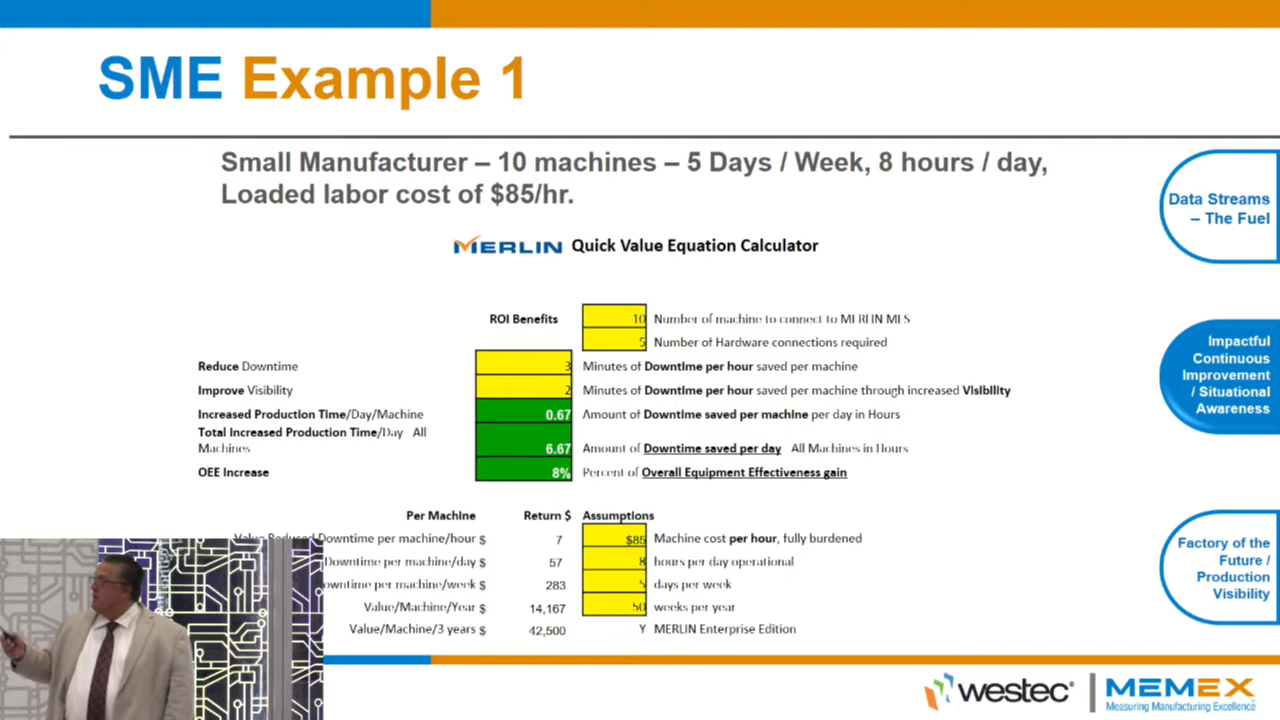 SME Example 1
Small Manufacturer – 10 machines – 5 Days / Week, 8 hours / day,
Loaded labor cost of $85/hr.
Data Streams
– The Fuel
MERLIN Quick Value Equation Calculator
ROI Benefits 10 Number of machine to connect to MERLIN MES
5 Number of Hardware connections required
Impactful
Continuous
Improvement
/ Situational
Awareness
Reduce Downtime 3 Minutes of Downtime per hour saved per machine
Improve Visibility 2 Minutes of Downtime per hour saved per machine through increased Visibility
Increased Production Time/Day/Machine 0.67 Amount of Downtime saved per machine per day in Hours
Total Increased Production Time/Day All
Machines 6.67 Amount of Downtime saved per day All Machines in Hours
OEE Increase 8% Percent of Overall Equipment Effectiveness gain
Per Machine Return $ Assumptions
Value Reduced Downtime per machine/hour $ 7 $85 Machine cost per hour, fully burdened
Downtime per machine/day $ 57 8 hours per day operational
owntime per machine/week $ 283 5 days per week
Value/Machine/Year $ 14,167 50 weeks per year
Value/Machine/3 years $ 42,500 Y MERLIN Enterprise Edition
Factory of the
Future /
Production
Visibility
westec
MEMEX
Measuring Manufacturing Excellence